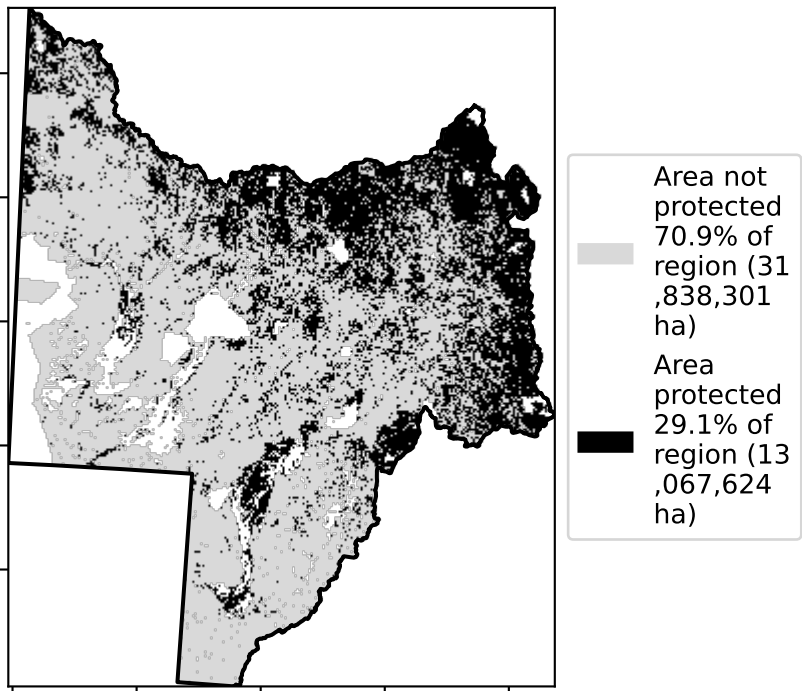 Area not
protected
70.9% of
region (31
,838,301
ha)
Area
protected
29.1% of
region (13
,067,624
ha)